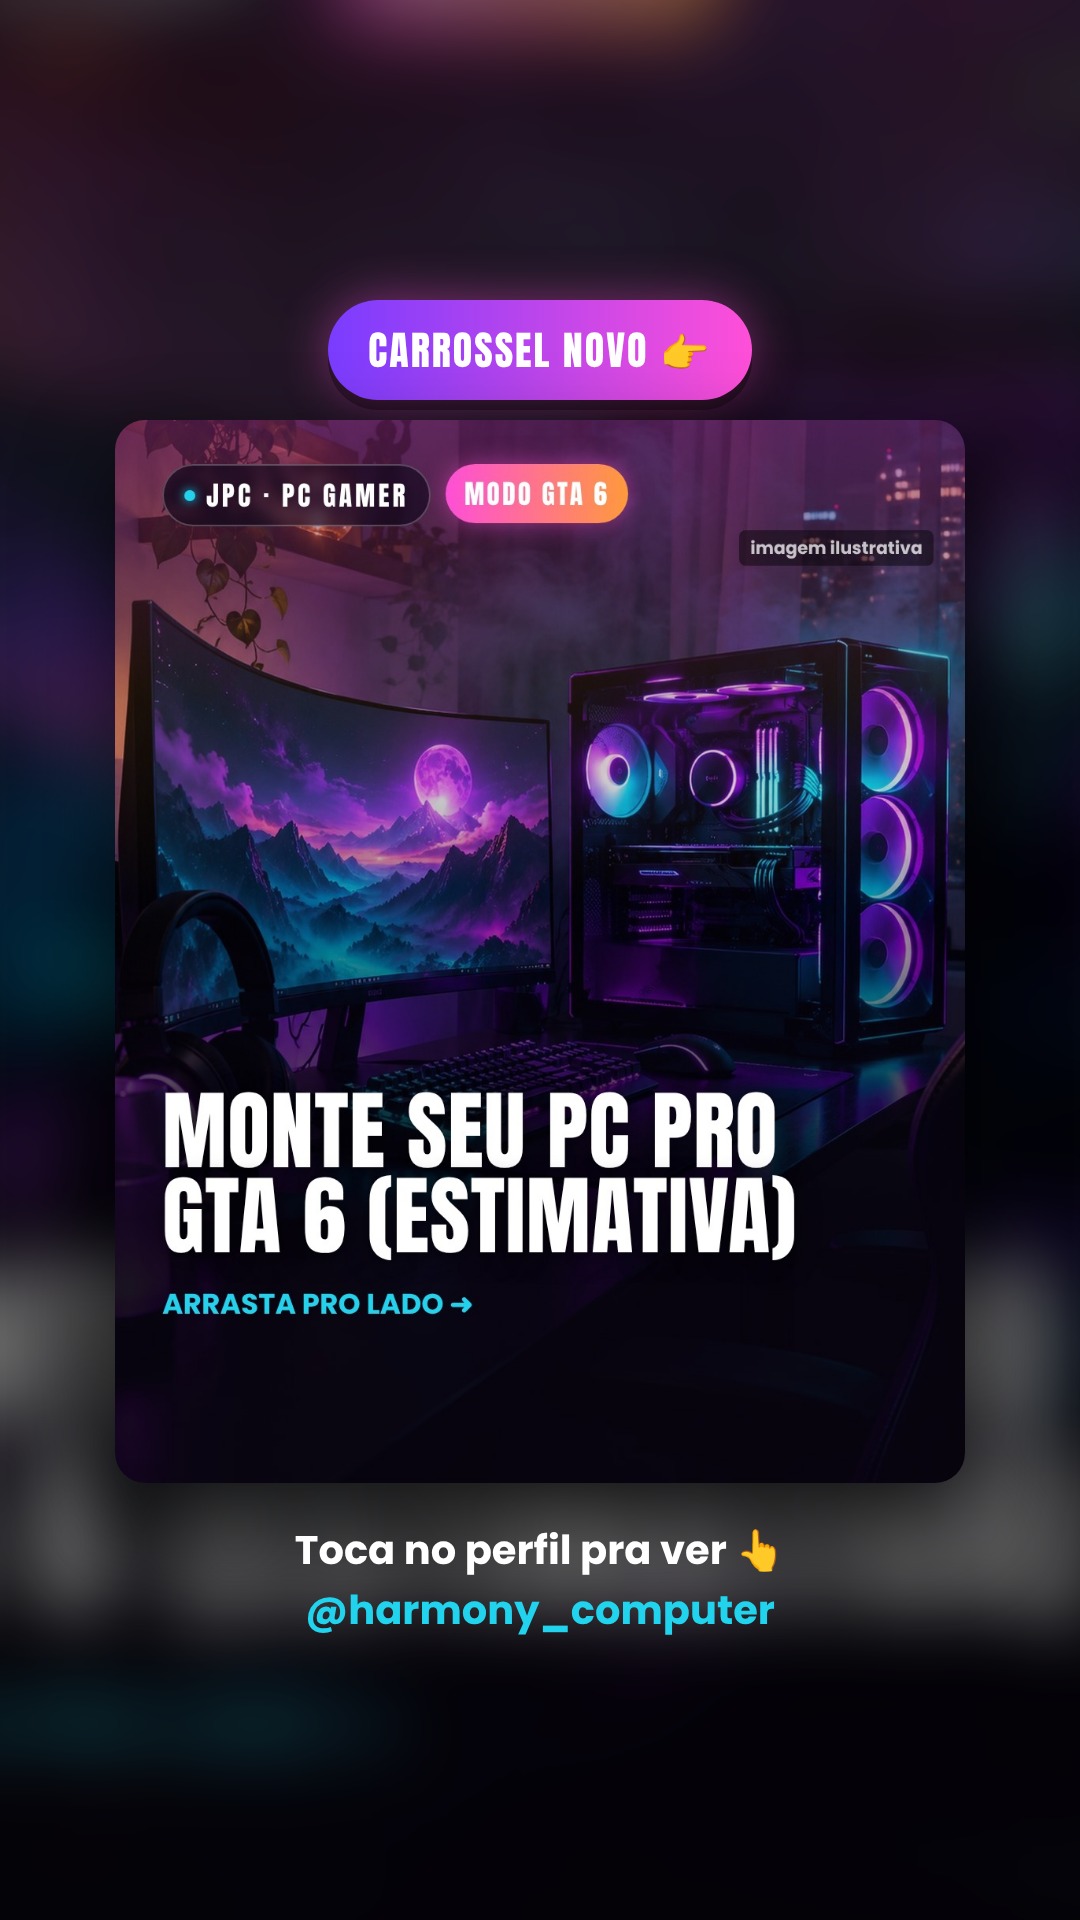 CARROSSEL NOVO 👉
JPC · PC GAMER
MODO GTA 6
imagem ilustrativa
MONTE SEU PC PRO
GTA 6 (ESTIMATIVA)
ARRASTA PRO LADO ➜
Toca no perfil pra ver 👆
@harmony_computer